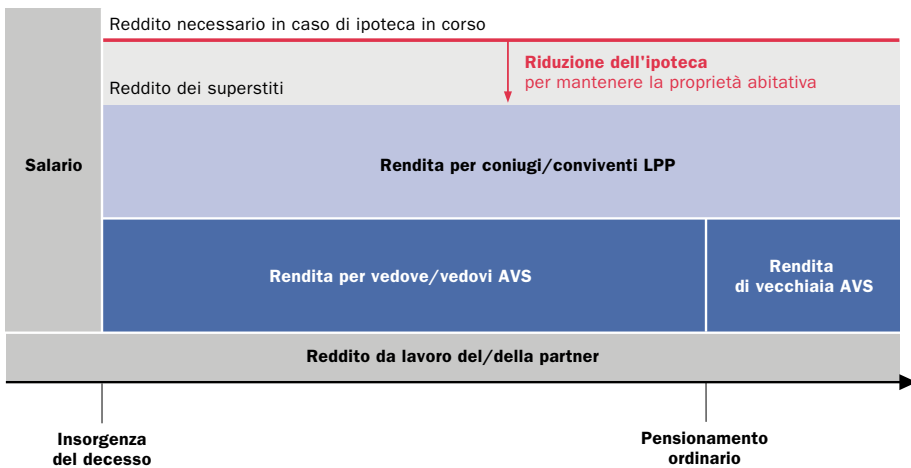 Reddito necessario in caso di ipoteca in corso
Riduzione dell'ipoteca
per mantenere la proprietà abitativa
Reddito dei superstiti
Salario
Rendita per coniugi/conviventi LPP
Rendita per vedove/vedovi AVS
Rendita
di vecchiaia AVS
Reddito da lavoro del/della partner
Insorgenza
del decesso
Pensionamento
ordinario